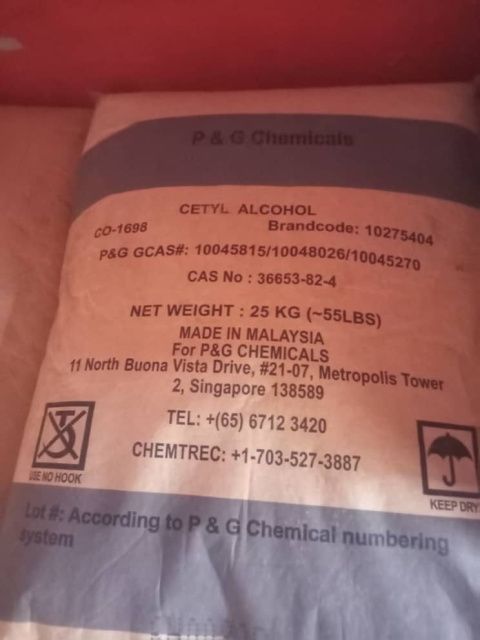 P & G Chemicals
CETYL ALCOHOL
CO-1698 Brandcode: 10275404
P&G GCAS#: 10045815/10048026/10045270
CAS No : 36653-82-4
NET WEIGHT : 25 KG (~55LBS)
MADE IN MALAYSIA
For P&G CHEMICALS
11 North Buona Vista Drive, #21-07, Metropolis Tower
2, Singapore 138589
TEL: +(65) 6712 3420
CHEMTREC: +1-703-527-3887
USE NO HOOK
KEEP DRY
Lot #: According to P & G Chemical numbering
system